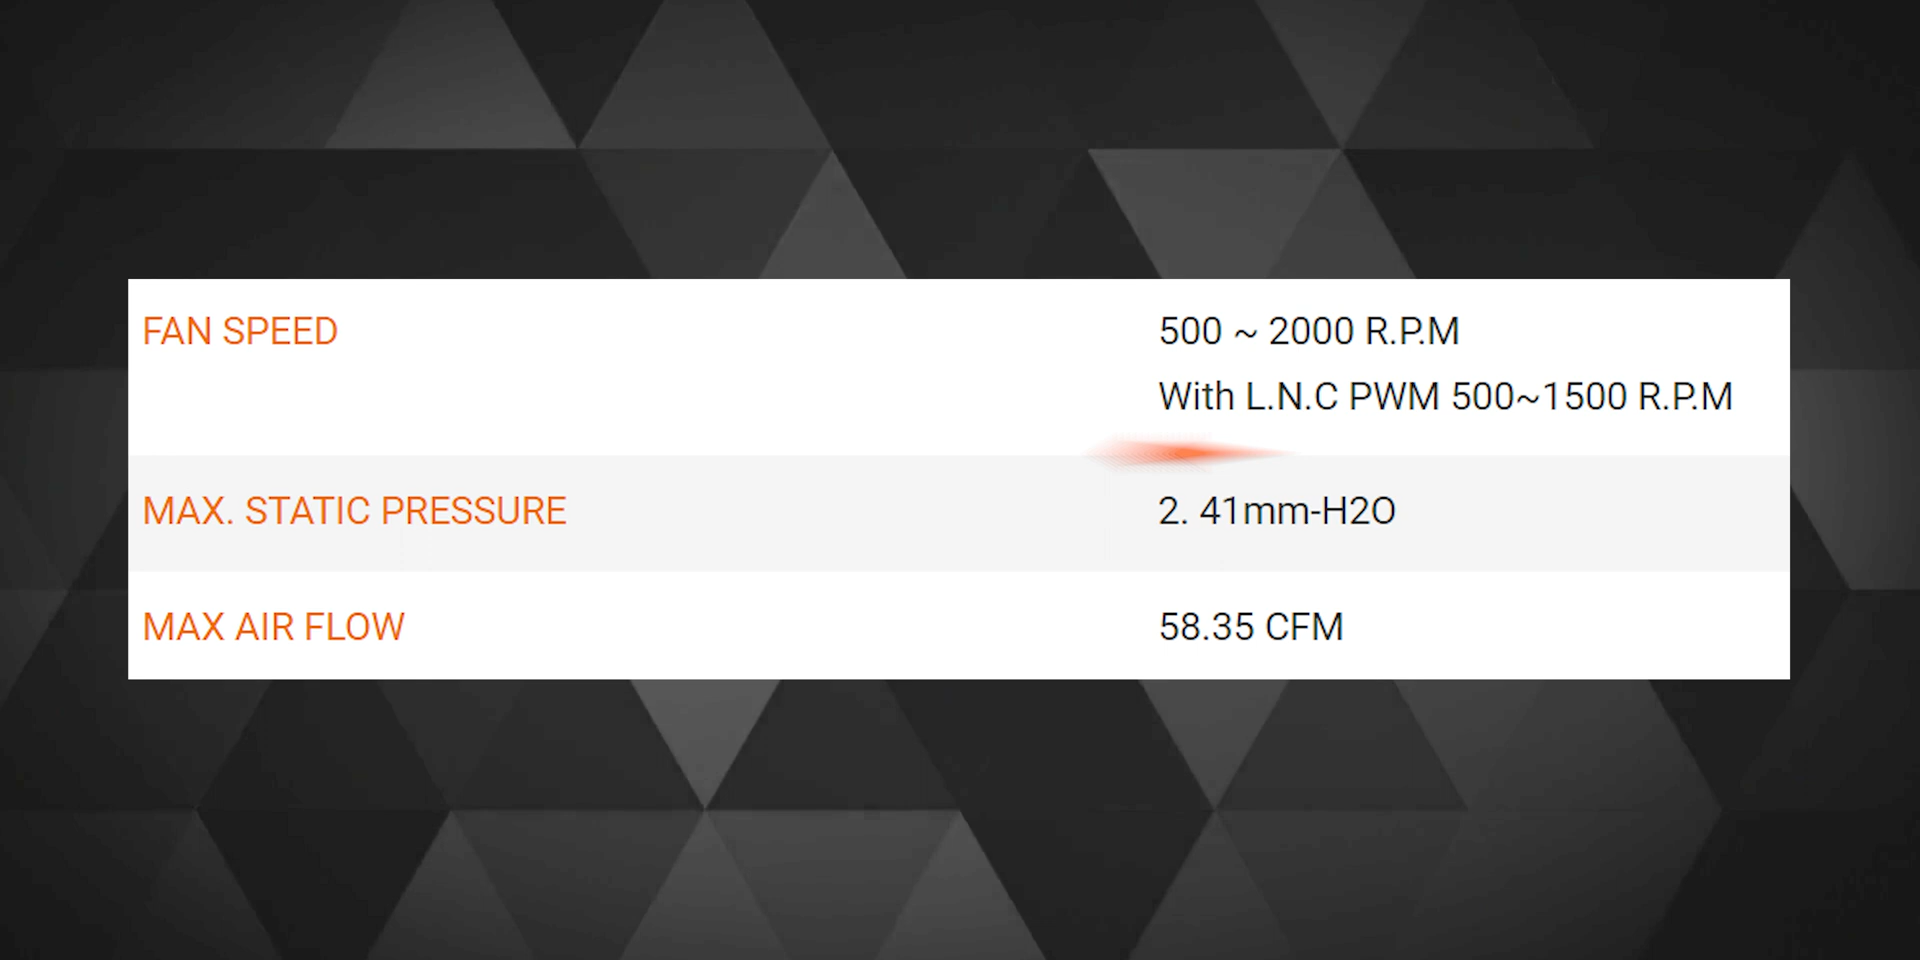 FAN SPEED
500 ~ 2000 R.P.M
With L.N.C PWM 500~1500 R.P.M
MAX. STATIC PRESSURE
2. 41mm-H2O
MAX AIR FLOW
58.35 CFM